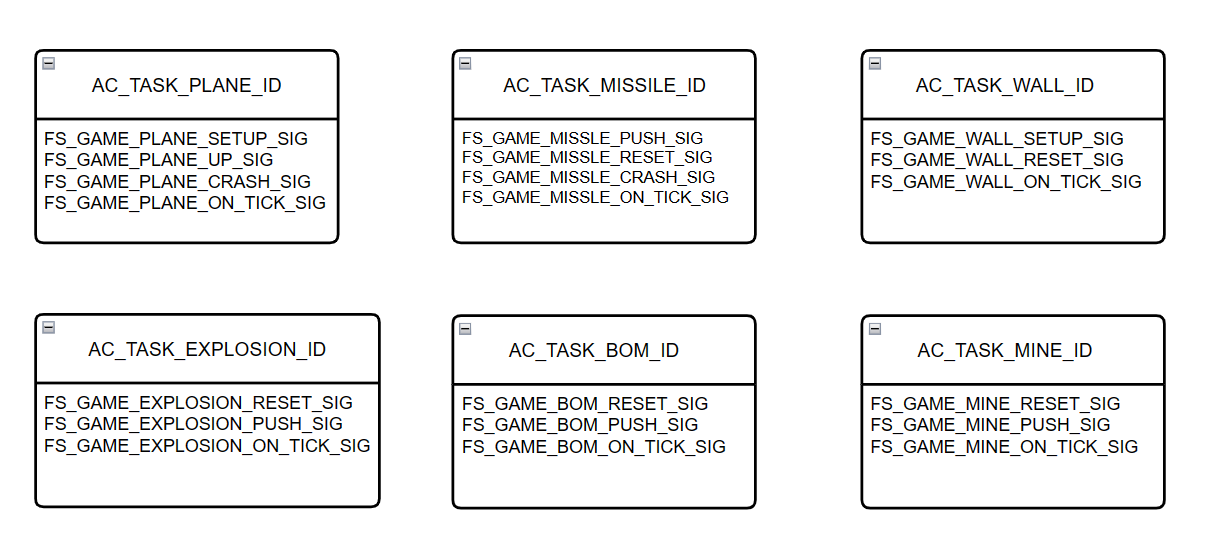 AC_TASK_PLANE_ID
FS_GAME_PLANE_SETUP_SIG
FS_GAME_PLANE_UP_SIG
FS_GAME_PLANE_CRASH_SIG
FS_GAME_PLANE_ON_TICK_SIG
AC_TASK_MISSILE_ID
FS_GAME_MISSLE_PUSH_SIG
FS_GAME_MISSLE_RESET_SIG
FS_GAME_MISSLE_CRASH_SIG
FS_GAME_MISSLE_ON_TICK_SIG
AC_TASK_WALL_ID
FS_GAME_WALL_SETUP_SIG
FS_GAME_WALL_RESET_SIG
FS_GAME_WALL_ON_TICK_SIG
AC_TASK_EXPLOSION_ID
FS_GAME_EXPLOSION_RESET_SIG
FS_GAME_EXPLOSION_PUSH_SIG
FS_GAME_EXPLOSION_ON_TICK_SIG
AC_TASK_BOM_ID
FS_GAME_BOM_RESET_SIG
FS_GAME_BOM_PUSH_SIG
FS_GAME_BOM_ON_TICK_SIG
AC_TASK_MINE_ID
FS_GAME_MINE_RESET_SIG
FS_GAME_MINE_PUSH_SIG
FS_GAME_MINE_ON_TICK_SIG